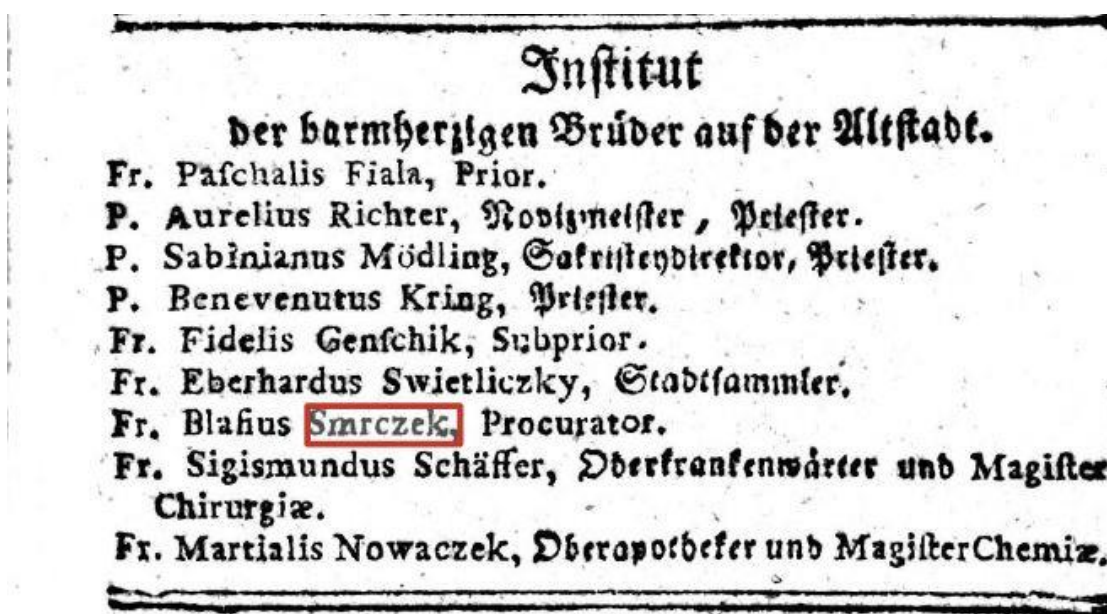 Inſtitut
der barmherzigen Brüder auf der Altſtadt.
Fr. Paſchalis Fiala, Prior.
P. Aurelius Richter, Novizmeiſter, Prieſter.
P. Sabinianus Mödling, Sakriſteydirektor, Prieſter.
P. Benevenutus Kring, Prieſter.
Fr. Fidelis Genſchik, Subprior.
Fr. Eberhardus Swietliczky, Stadtſammler.
Fr. Blaſius Smrczek, Procurator.
Fr. Sigismundus Schäffer, Oberkrankenwärter und Magiſter
Chirurgiæ.
Fr. Martialis Nowaczek, Oberapotheker und Magiſter Chemiæ.